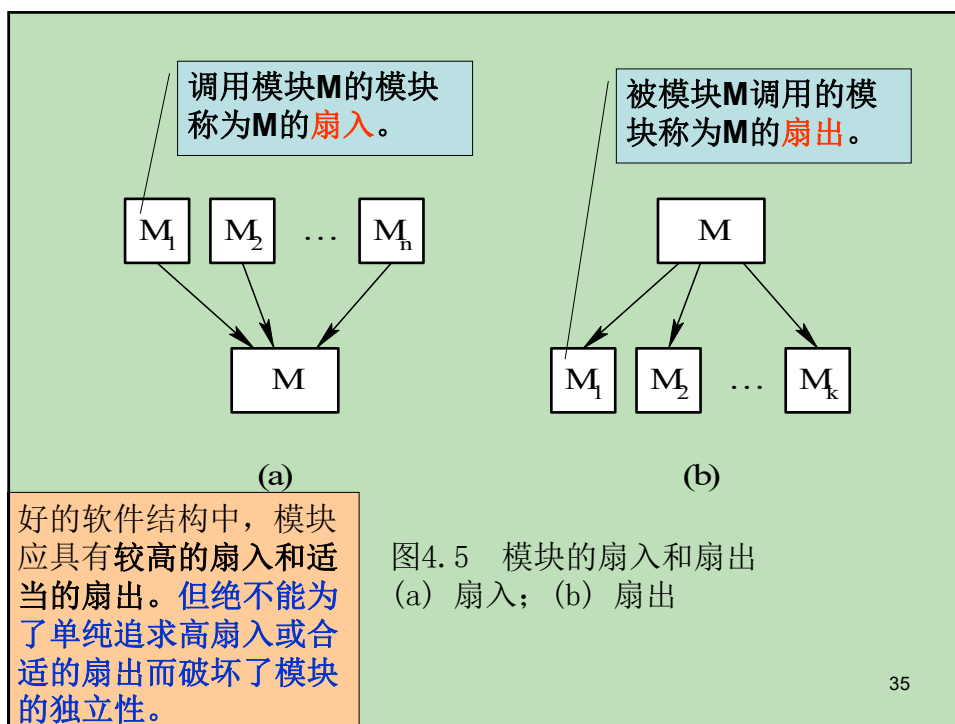 调用模块M的模块
称为M的扇入。
被模块M调用的模
块称为M的扇出。
M1 M2 … Mn
M
M
M1 M2 … Mk
(a)
(b)
好的软件结构中，模块
应具有较高的扇入和适
当的扇出。但绝不能为
了单纯追求高扇入或合
适的扇出而破坏了模块
的独立性。
图4.5 模块的扇入和扇出
(a) 扇入；(b) 扇出
35